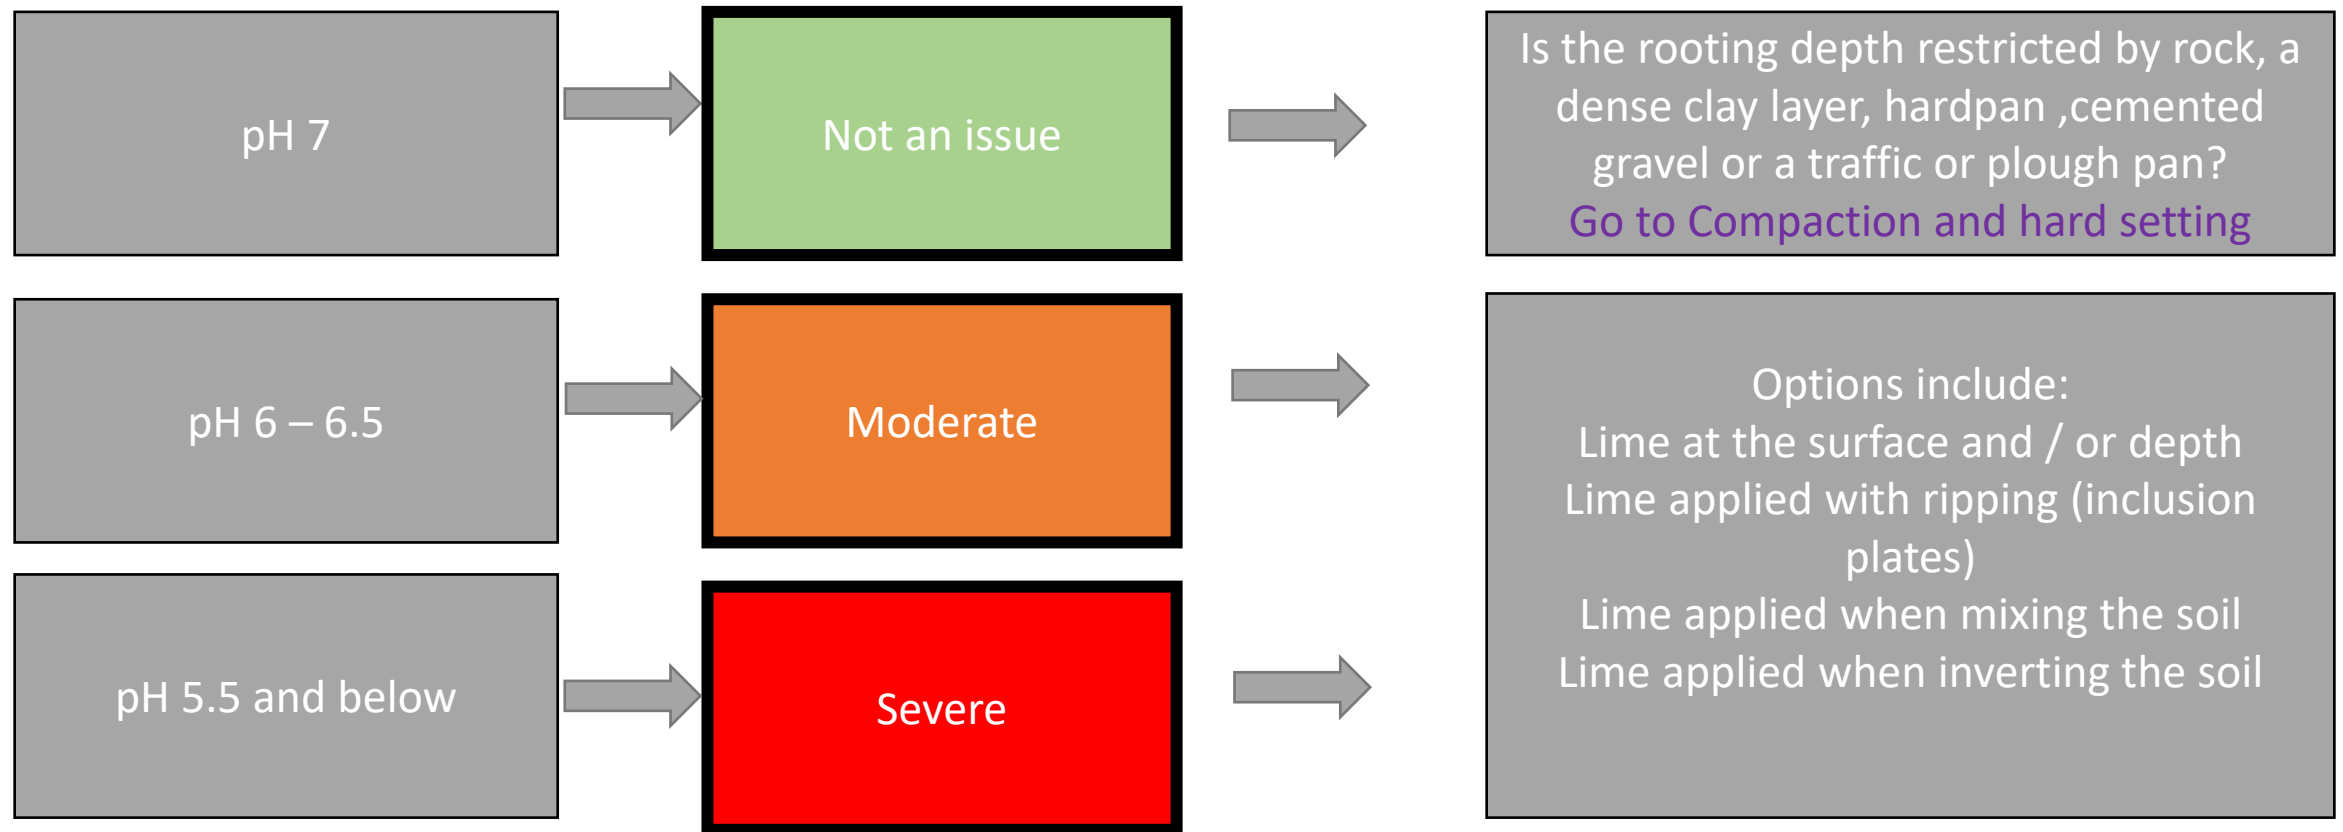 pH 7
Not an issue
Is the rooting depth restricted by rock, a
dense clay layer, hardpan ,cemented
gravel or a traffic or plough pan?
Go to Compaction and hard setting
pH 6 – 6.5
Moderate
Options include:
Lime at the surface and / or depth
Lime applied with ripping (inclusion
plates)
Lime applied when mixing the soil
Lime applied when inverting the soil
pH 5.5 and below
Severe